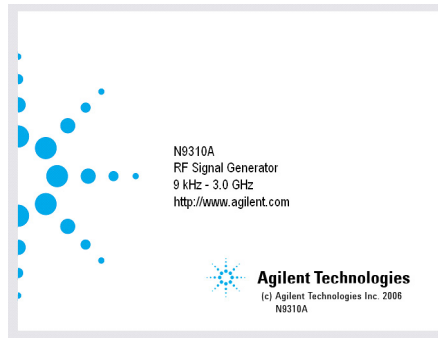 N9310A
RF Signal Generator
9 kHz - 3.0 GHz
http://www.agilent.com
Agilent Technologies
(c) Agilent Technologies Inc. 2006
N9310A